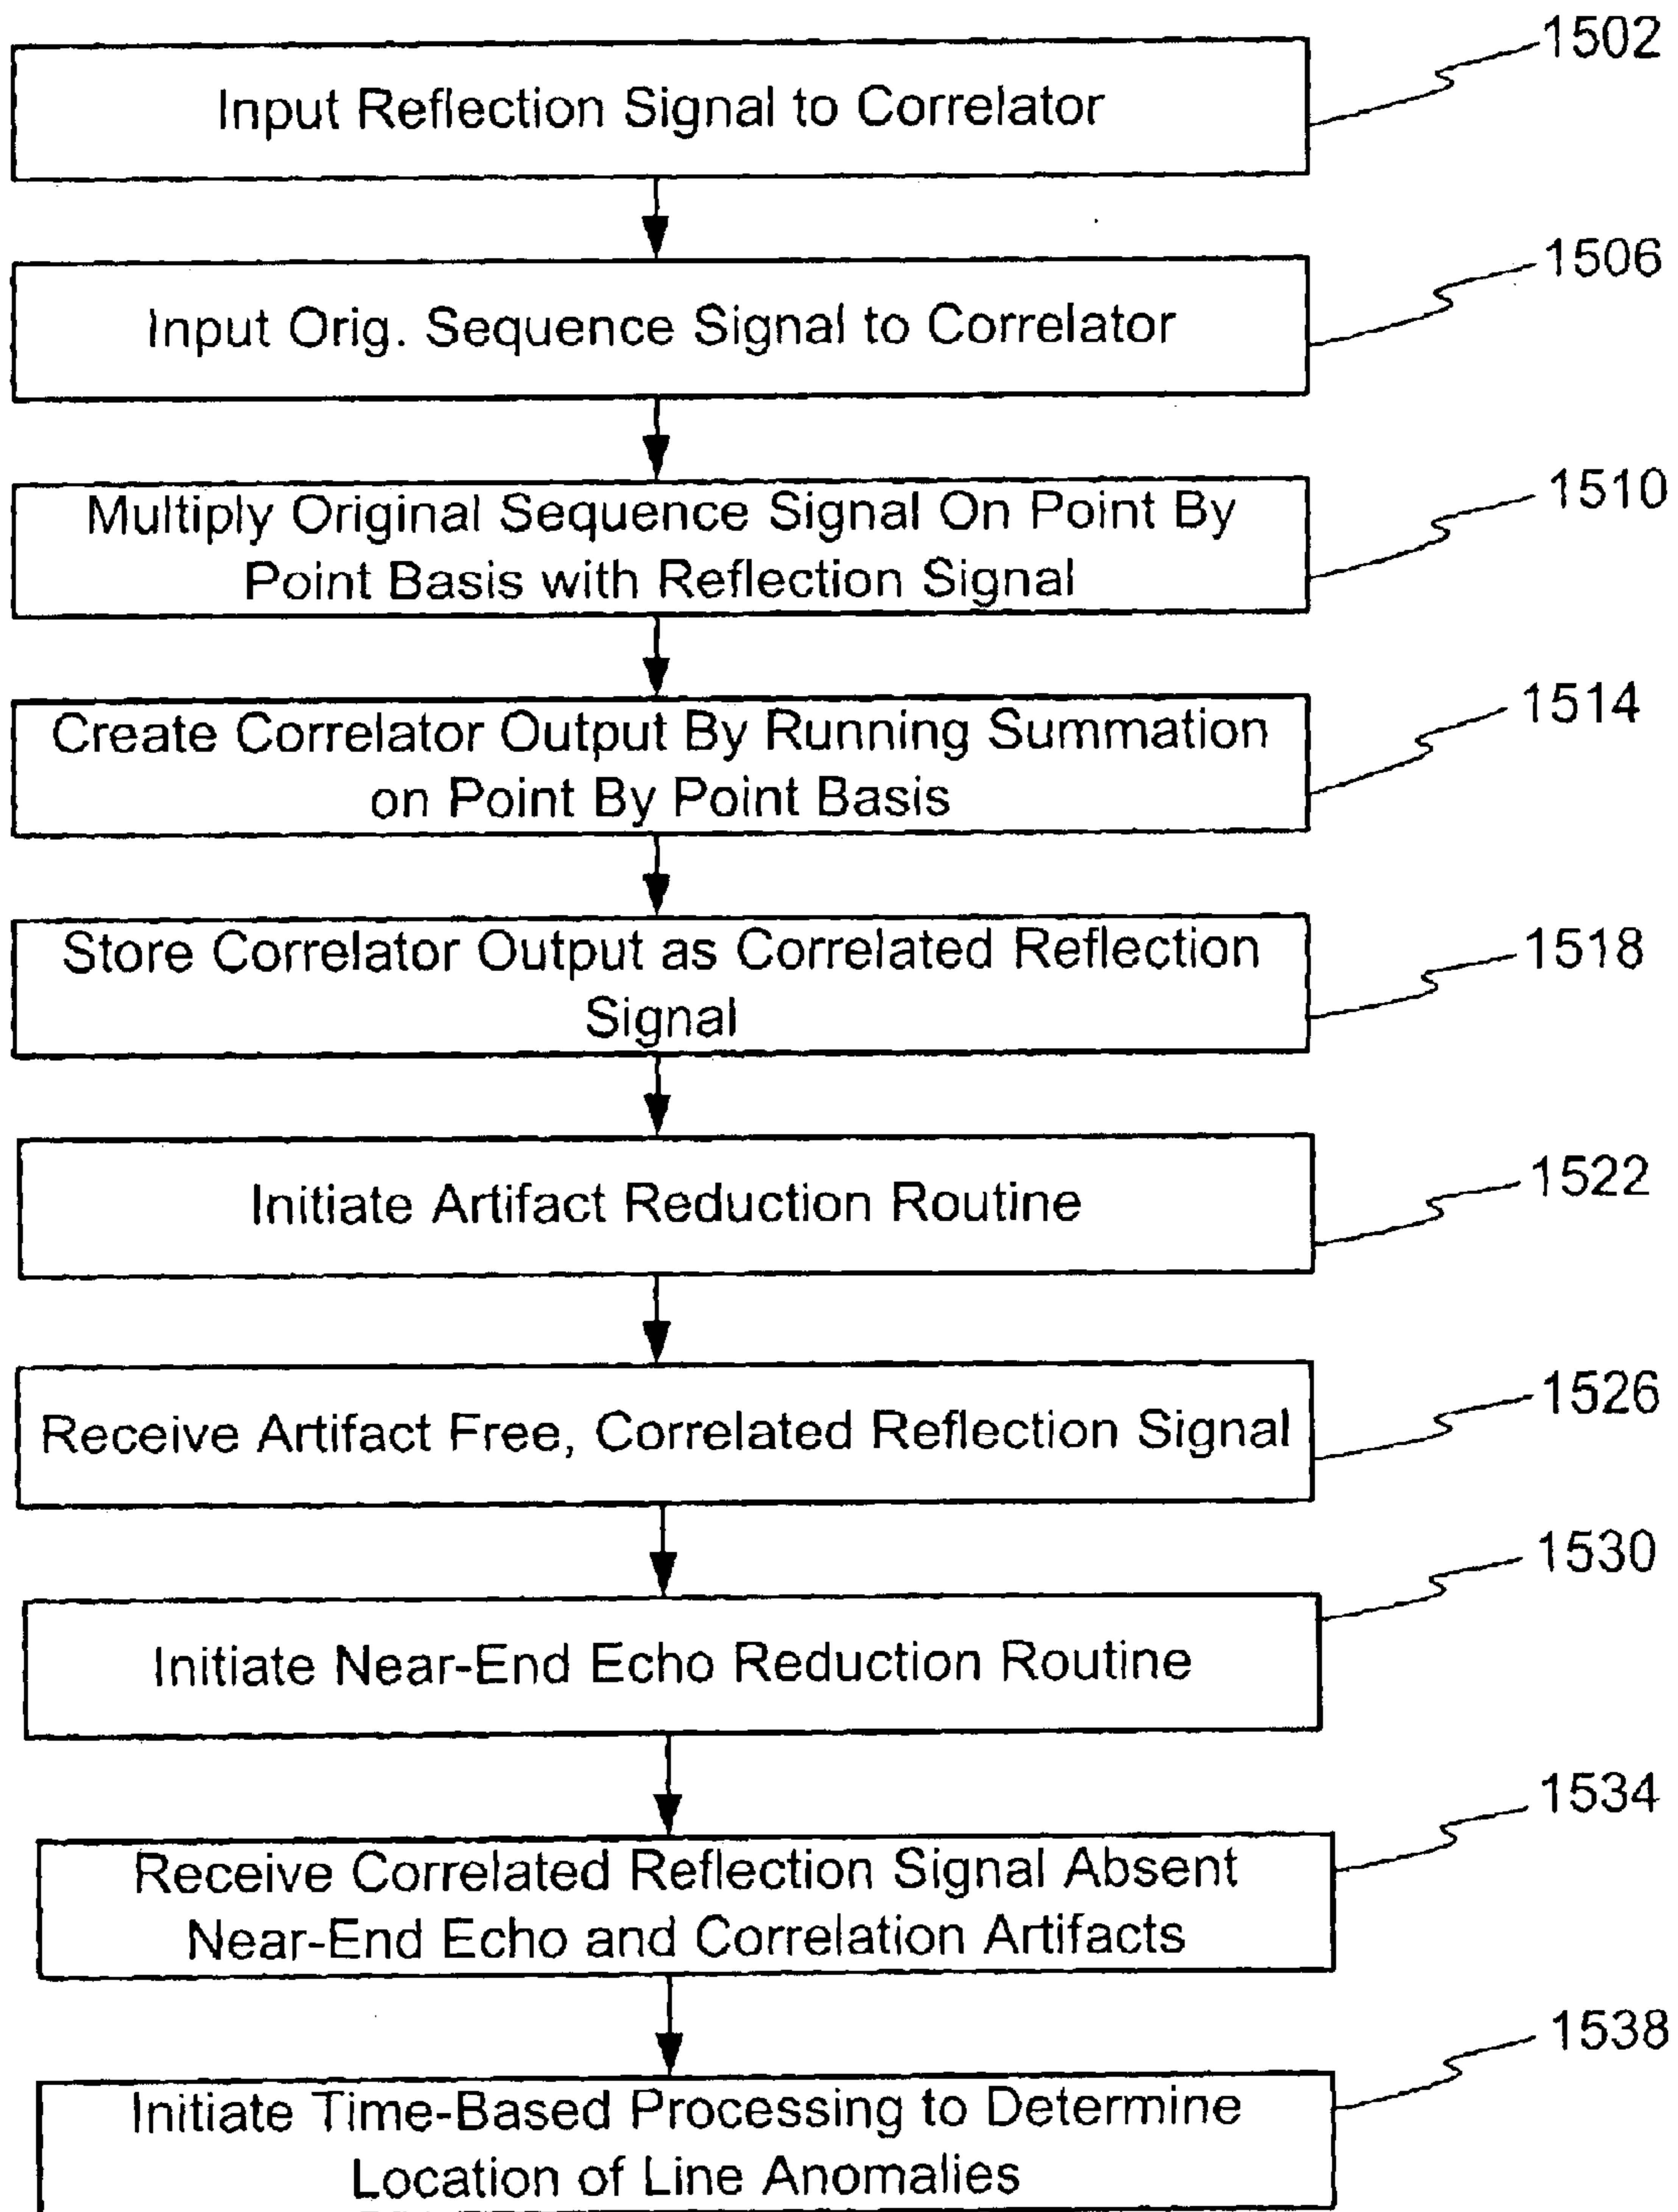 1502
Input Reflection Signal to Correlator
1506
Input Orig. Sequence Signal to Correlator
1510
Multiply Original Sequence Signal On Point By
Point Basis with Reflection Signal
1514
Create Correlator Output By Running Summation
on Point By Point Basis
1518
Store Correlator Output as Correlated Reflection
Signal
1522
Initiate Artifact Reduction Routine
1526
Receive Artifact Free, Correlated Reflection Signal
1530
Initiate Near-End Echo Reduction Routine
1534
Receive Correlated Reflection Signal Absent
Near-End Echo and Correlation Artifacts
1538
Initiate Time-Based Processing to Determine
Location of Line Anomalies